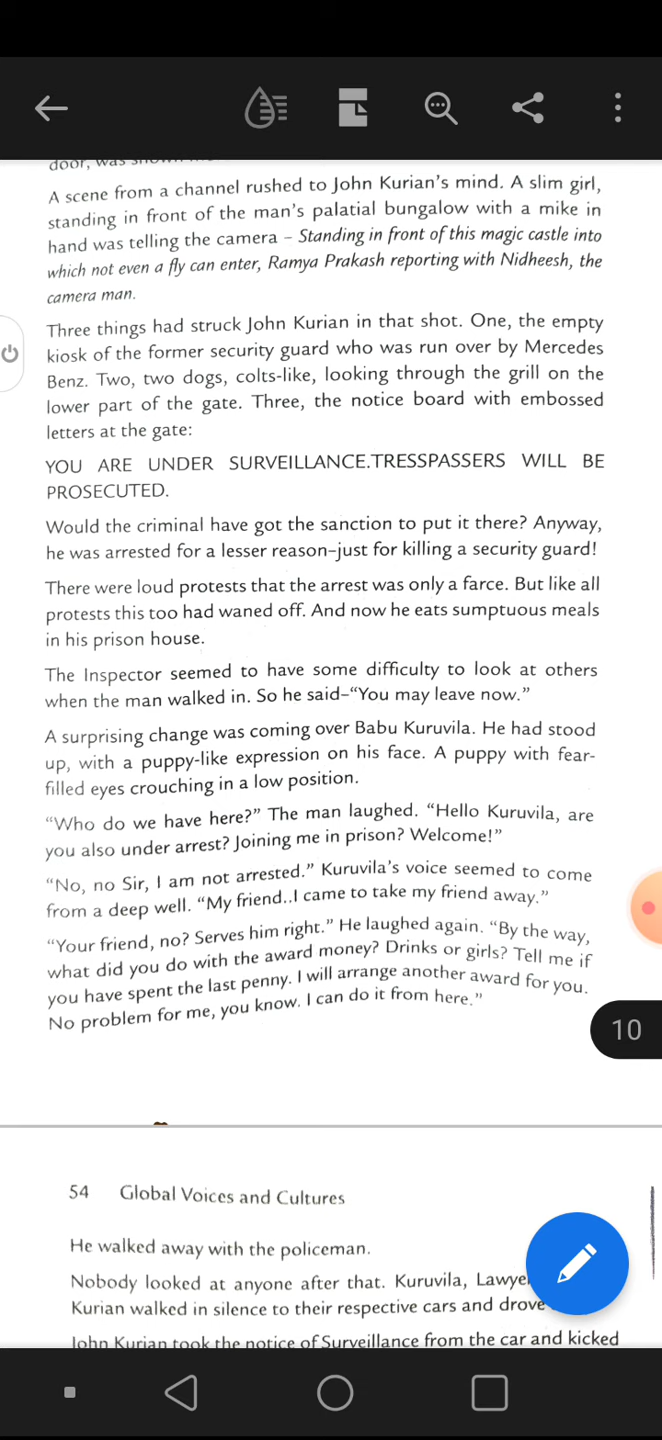 door, was
A scene from a channel rushed to John Kurian's mind. A slim girl,
standing in front of the man's palatial bungalow with a mike in
hand was telling the camera – Standing in front of this magic castle into
which not even a fly can enter, Ramya Prakash reporting with Nidheesh, the
camera man.
Three things had struck John Kurian in that shot. One, the empty
kiosk of the former security guard who was run over by Mercedes
Benz. Two, two dogs, colts-like, looking through the grill on the
lower part of the gate. Three, the notice board with embossed
letters at the gate:
YOU ARE UNDER SURVEILLANCE.TRESSPASSERS WILL BE
PROSECUTED.
Would the criminal have got the sanction to put it there? Anyway,
he was arrested for a lesser reason–just for killing a security guard!
There were loud protests that the arrest was only a farce. But like all
protests this too had waned off. And now he eats sumptuous meals
in his prison house.
The Inspector seemed to have some difficulty to look at others
when the man walked in. So he said–“You may leave now.”
A surprising change was coming over Babu Kuruvila. He had stood
up, with a puppy-like expression on his face. A puppy with fear-
filled eyes crouching in a low position.
“Who do we have here?” The man laughed. “Hello Kuruvila, are
you also under arrest? Joining me in prison? Welcome!”
“No, no Sir, I am not arrested.” Kuruvila's voice seemed to come
from a deep well. “My friend..I came to take my friend away.”
“Your friend, no? Serves him right.” He laughed again. “By the way,
what did you do with the award money? Drinks or girls? Tell me if
you have spent the last penny. I will arrange another award for you.
No problem for me, you know. I can do it from here.”
10
54 Global Voices and Cultures
He walked away with the policeman.
Nobody looked at anyone after that. Kuruvila,
Kurian walked in silence to their respective cars and drove
John Kurian took the notice of Surveillance from the car and kicked